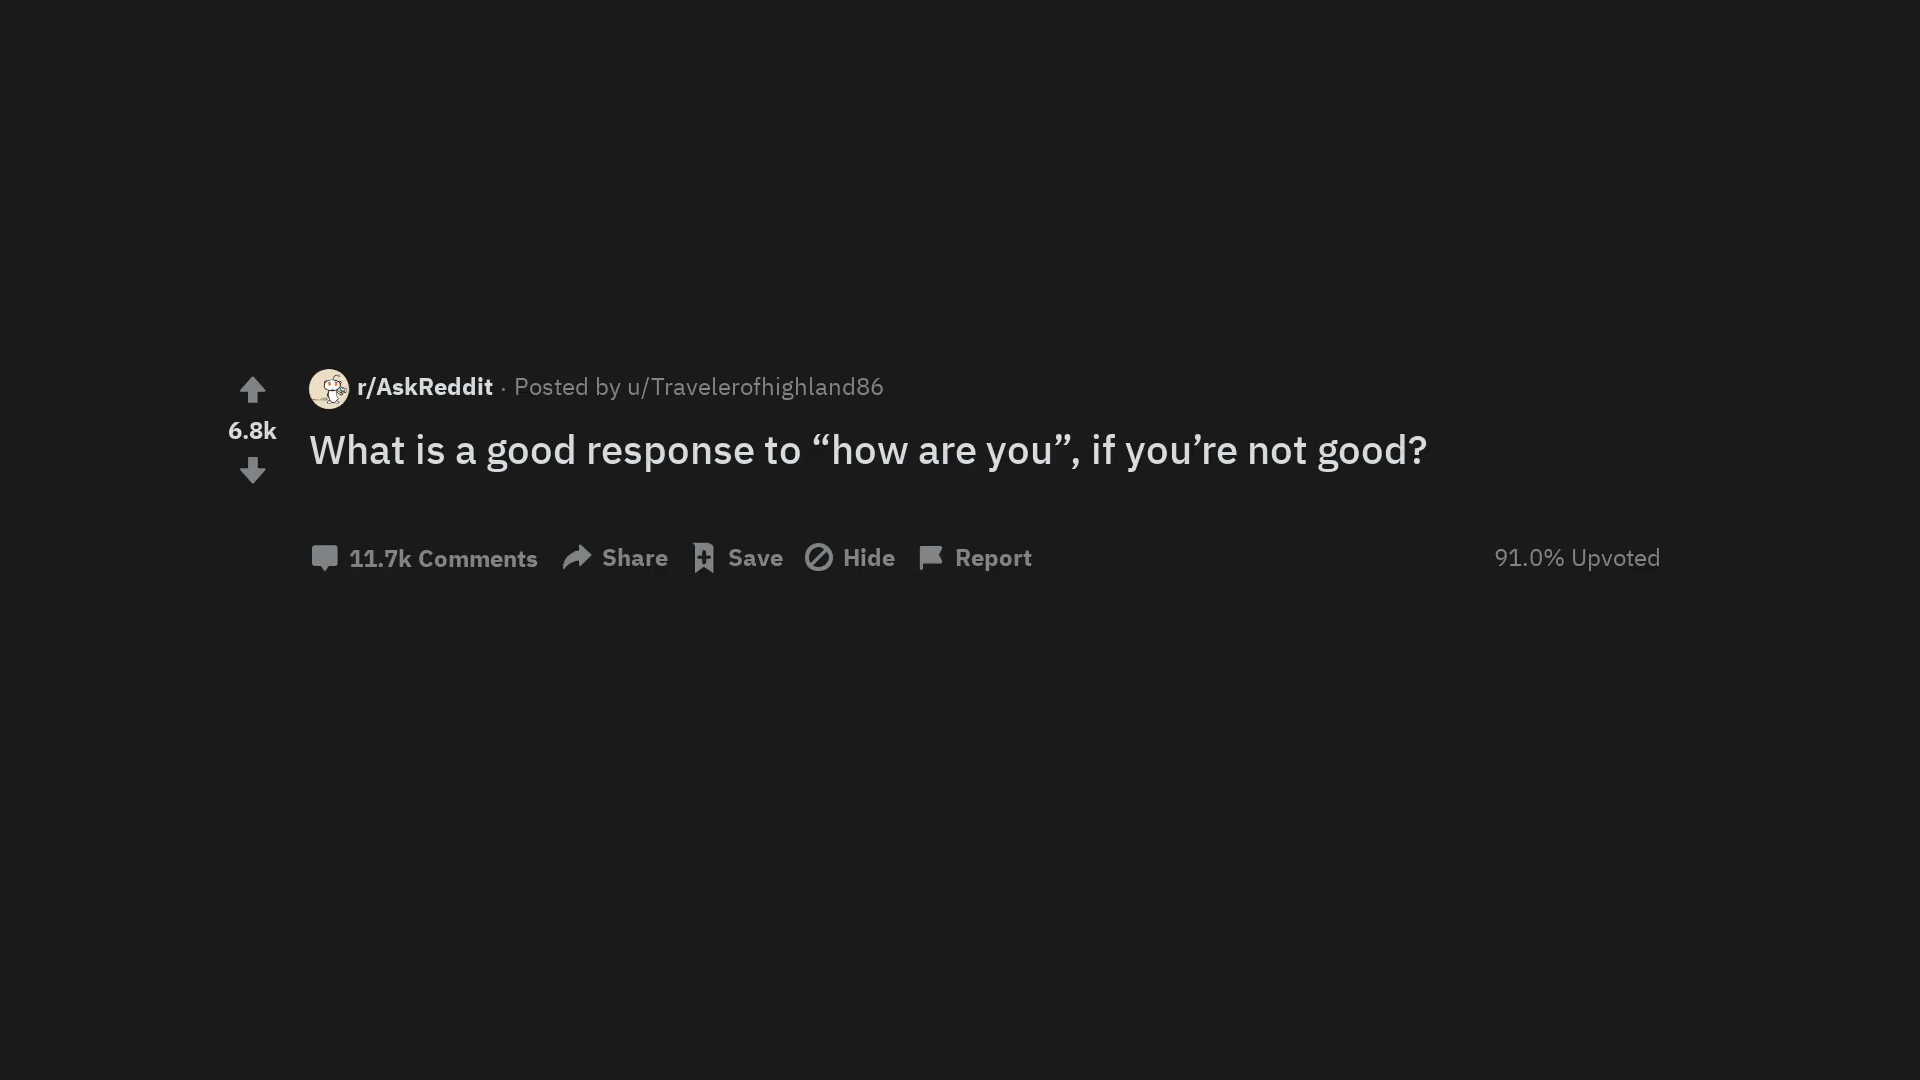 r/AskReddit · Posted by u/Travelerofhighland86
6.8k
What is a good response to “how are you”, if you’re not good?
11.7k Comments Share Save Hide Report 91.0% Upvoted